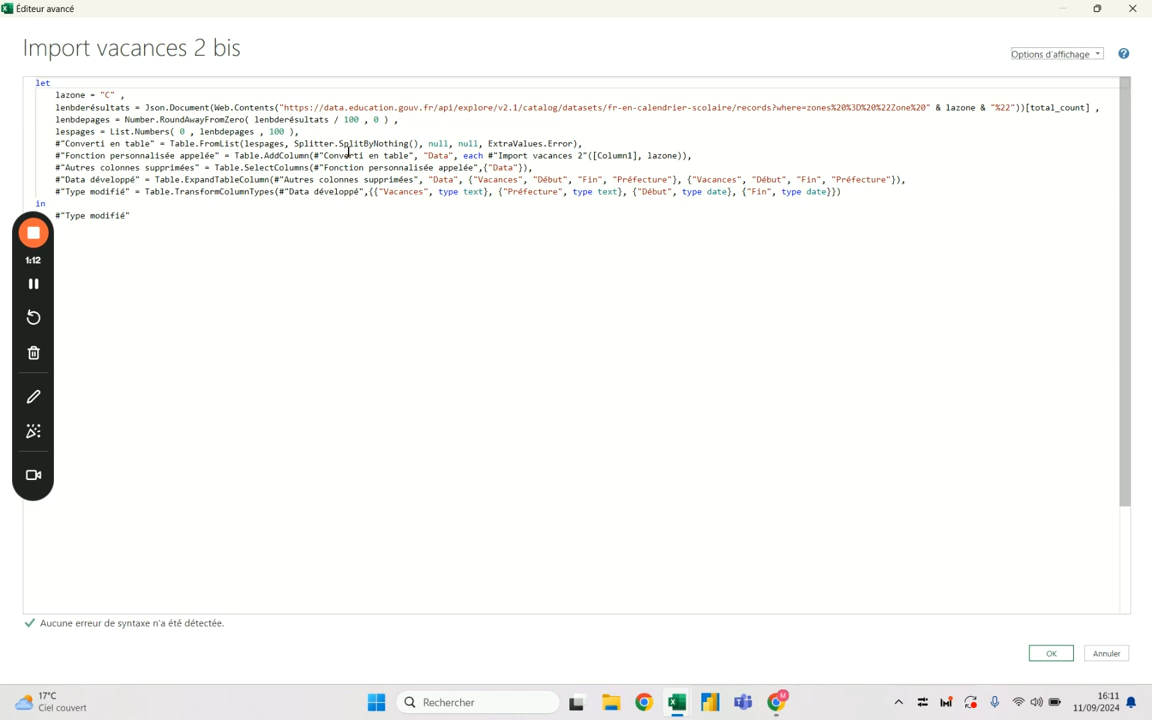 Éditeur avancé
Import vacances 2 bis
Options d'affichage
?
let
lazone = "C" ,
lenbderésultats = Json.Document(Web.Contents("https://data.education.gouv.fr/api/explore/v2.1/catalog/datasets/fr-en-calendrier-scolaire/records?where=zones%20%3D%20%22Zone%20" & lazone & "%22"))[total_count] ,
lenbdepages = Number.RoundAwayFromZero( lenbderésultats / 100 , 0 ) ,
lespages = List.Numbers( 0 , lenbdepages , 100 ),
#"Converti en table" = Table.FromList(lespages, Splitter.SplitByNothing(), null, null, ExtraValues.Error),
#"Fonction personnalisée appelée" = Table.AddColumn(#"Converti en table", "Data", each #"Import vacances 2"([Column1], lazone)),
#"Autres colonnes supprimées" = Table.SelectColumns(#"Fonction personnalisée appelée",{"Data"}),
#"Data développé" = Table.ExpandTableColumn(#"Autres colonnes supprimées", "Data", {"Vacances", "Début", "Fin", "Préfecture"}, {"Vacances", "Début", "Fin", "Préfecture"}),
#"Type modifié" = Table.TransformColumnTypes(#"Data développé",{{"Vacances", type text}, {"Préfecture", type text}, {"Début", type date}, {"Fin", type date}})
in
#"Type modifié"
1:12
Aucune erreur de syntaxe n'a été détectée.
OK
Annuler
17°C
Ciel couvert
Rechercher
16:11
11/09/2024